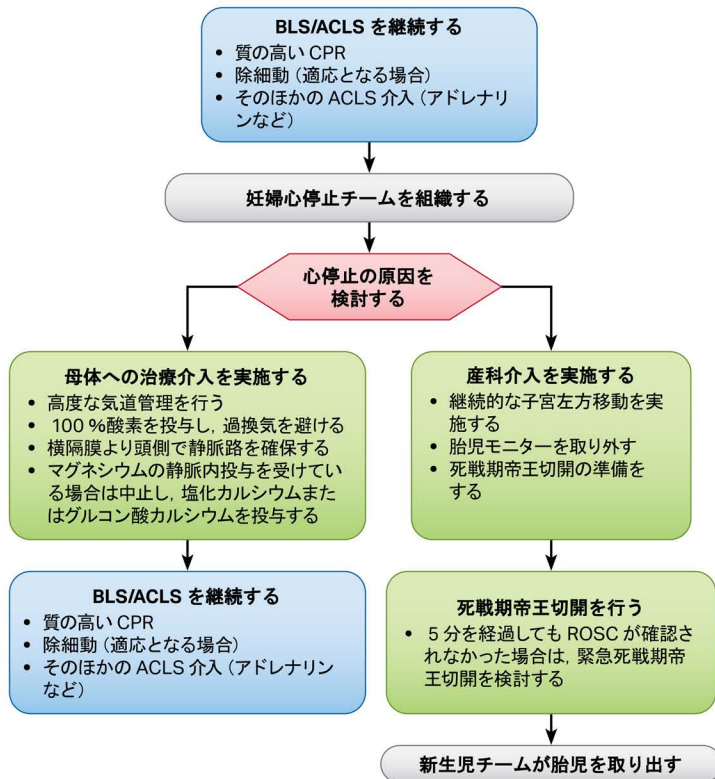 BLS/ACLS を継続する
• 質の高い CPR
• 除細動（適応となる場合）
• そのほかの ACLS 介入（アドレナリ
ンなど）
妊婦心停止チームを組織する
心停止の原因を
検討する
母体への治療介入を実施する
• 高度な気道管理を行う
• 100 %酸素を投与し，過換気を避ける
• 横隔膜より頭側で静脈路を確保する
• マグネシウムの静脈内投与を受けてい
る場合は中止し，塩化カルシウムまた
はグルコン酸カルシウムを投与する
産科介入を実施する
• 継続的な子宮左方移動を実
施する
• 胎児モニターを取り外す
• 死戦期帝王切開の準備を
する
BLS/ACLS を継続する
• 質の高い CPR
• 除細動（適応となる場合）
• そのほかの ACLS 介入（アドレナリン
など）
死戦期帝王切開を行う
• 5 分を経過しても ROSC が確認さ
れなかった場合は，緊急死戦期帝
王切開を検討する
新生児チームが胎児を取り出す